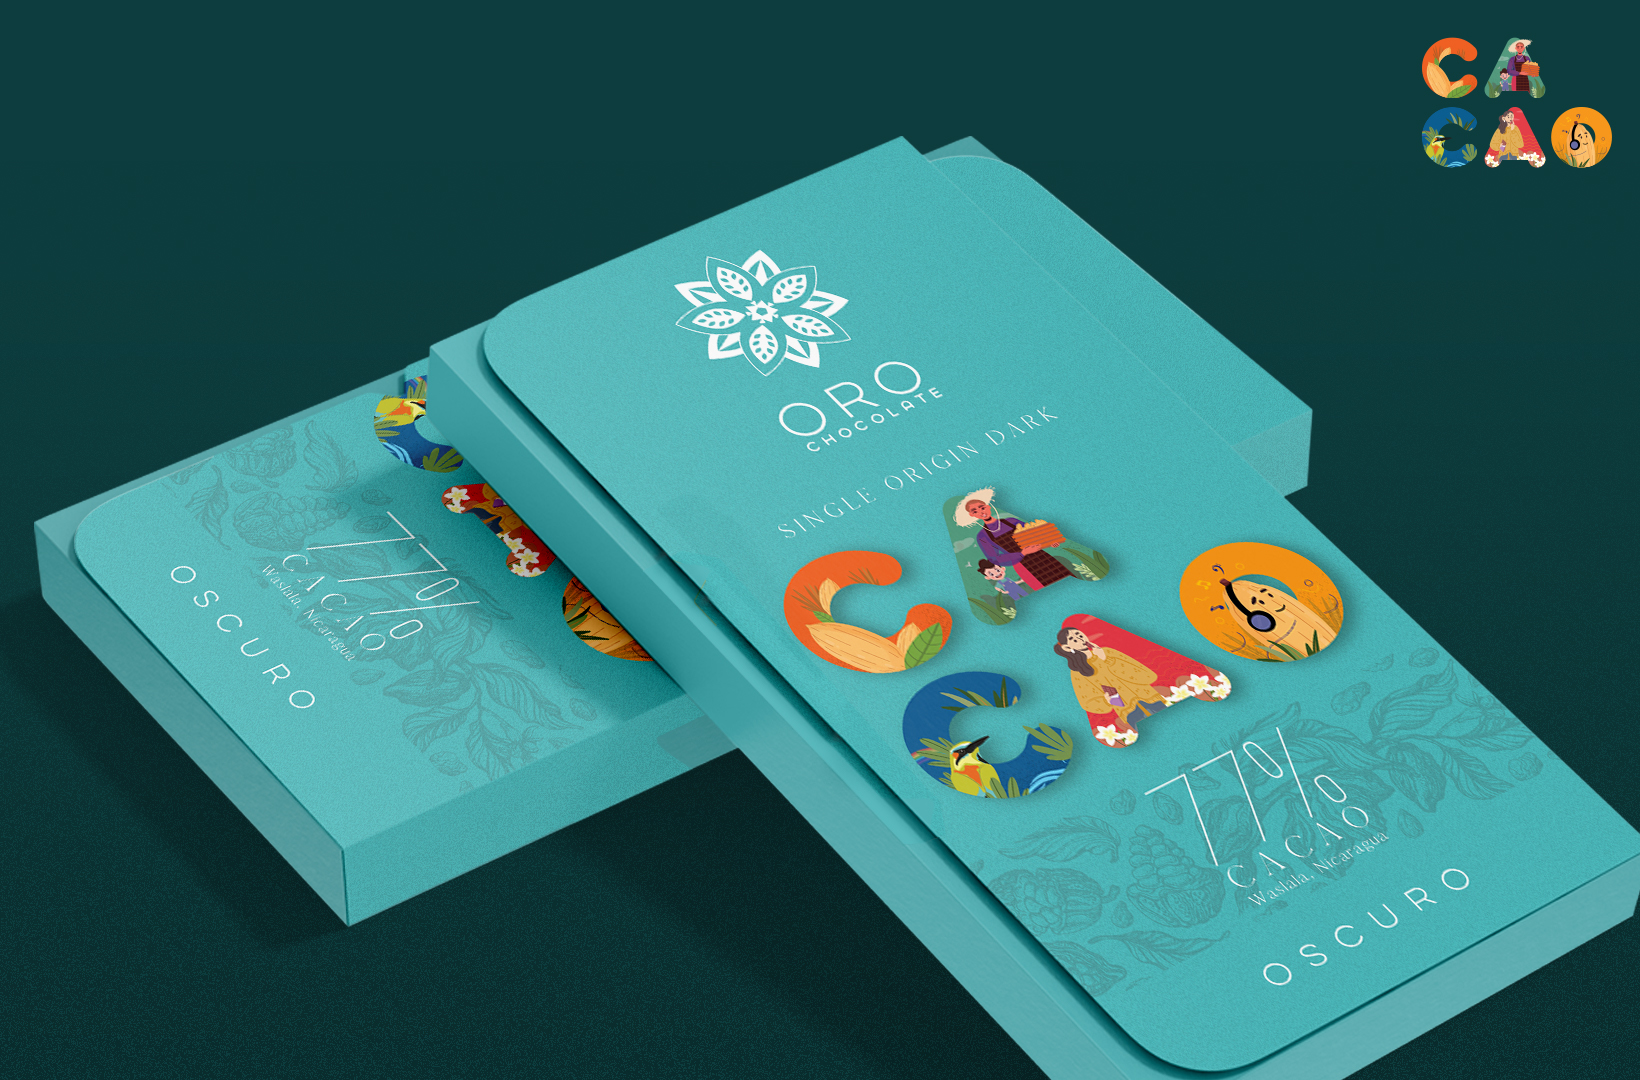 CA
CAO
ORO
CHOCOLATE
SINGLE ORIGIN DARK
CA
CAO
77%
CACAO
Waslala, Nicaragua
OSCURO
77%
CACAO
Waslala, Nicaragua
OSCURO